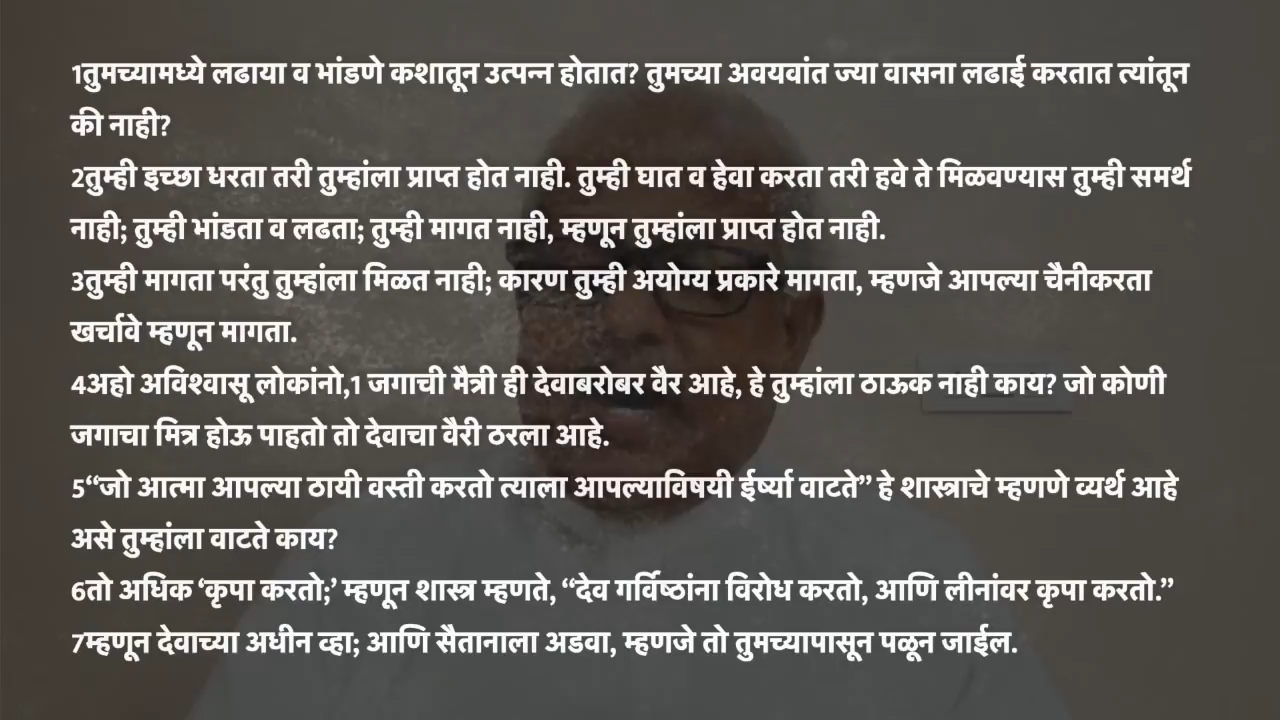 1तुमच्यामध्ये लढाया व भांडणे कशातून उत्पन्न होतात? तुमच्या अवयवांत ज्या वासना लढाई करतात त्यांतून
की नाही?
2तुम्ही इच्छा धरता तरी तुम्हांला प्राप्त होत नाही. तुम्ही घात व हेवा करता तरी हवे ते मिळवण्यास तुम्ही समर्थ
नाही; तुम्ही भांडता व लढता; तुम्ही मागत नाही, म्हणून तुम्हांला प्राप्त होत नाही.
3तुम्ही मागता परंतु तुम्हांला मिळत नाही; कारण तुम्ही अयोग्य प्रकारे मागता, म्हणजे आपल्या चैनीकरता
खर्चावे म्हणून मागता.
4अहो अविश्वासू लोकांनो,1 जगाची मैत्री ही देवाबरोबर वैर आहे, हे तुम्हांला ठाऊक नाही काय? जो कोणी
जगाचा मित्र होऊ पाहतो तो देवाचा वैरी ठरला आहे.
5“जो आत्मा आपल्या ठायी वस्ती करतो त्याला आपल्याविषयी ईर्ष्या वाटते” हे शास्त्राचे म्हणणे व्यर्थ आहे
असे तुम्हांला वाटते काय?
6तो अधिक ‘कृपा करतो;’ म्हणून शास्त्र म्हणते, “देव गर्विष्ठांना विरोध करतो, आणि लीनांवर कृपा करतो.”
7म्हणून देवाच्या अधीन व्हा; आणि सैतानाला अडवा, म्हणजे तो तुमच्यापासून पळून जाईल.